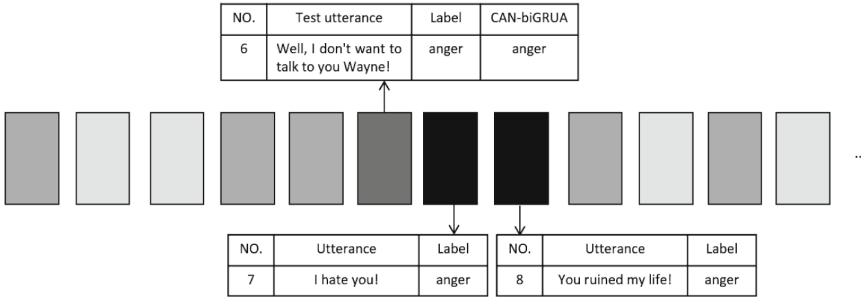 NO. Test utterance Label CAN-biGRUA
6 Well, I don't want to anger anger
talk to you Wayne!
..
NO. Utterance Label
7 I hate you! anger
NO. Utterance Label
8 You ruined my life! anger